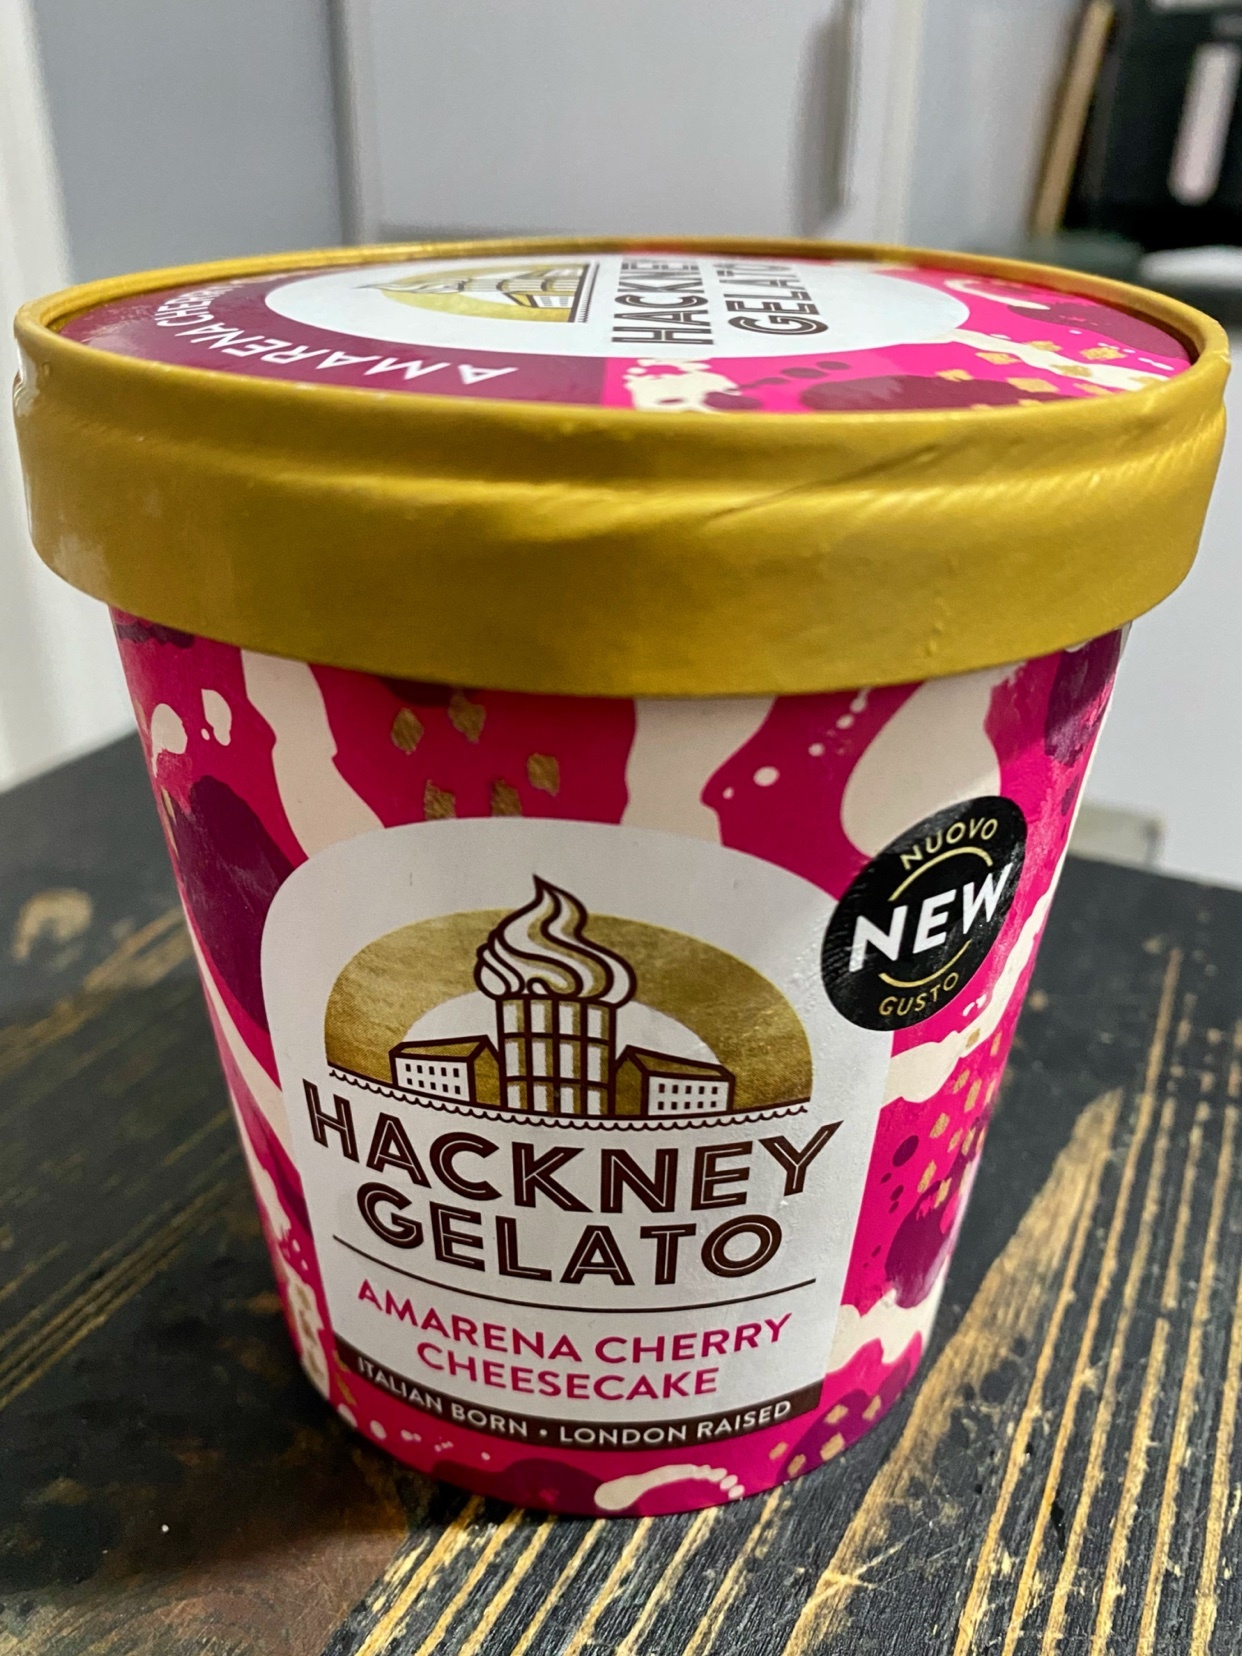 AMARENA CHERRY
HACKNEY
GELATO
NUOVO
NEW
GUSTO
HACKNEY
GELATO
AMARENA CHERRY
CHEESECAKE
ITALIAN BORN • LONDON RAISED